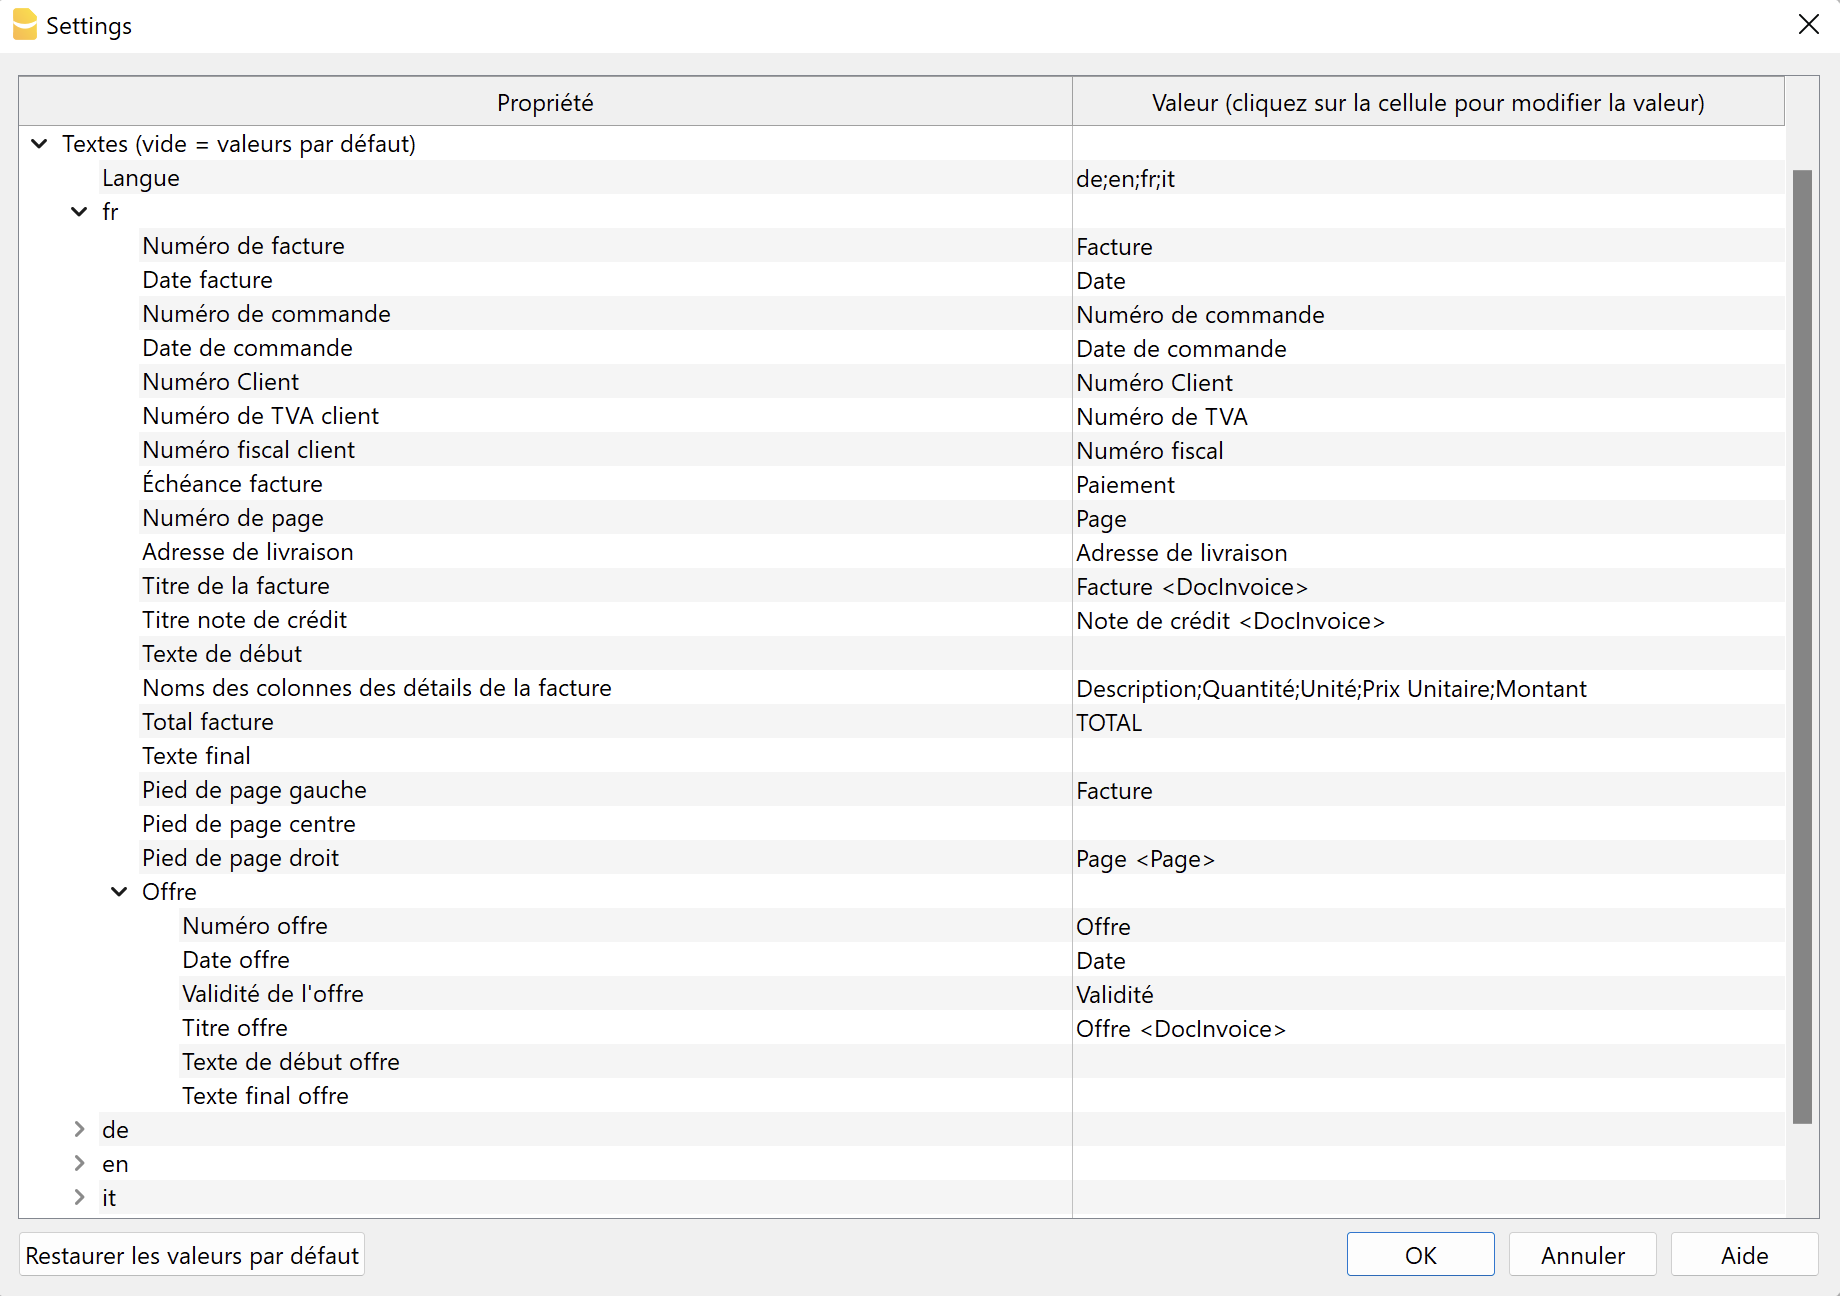 Settings
Propriété Valeur (cliquez sur la cellule pour modifier la valeur)
Textes (vide = valeurs par défaut)
Langue de;en;fr;it
fr
Numéro de facture Facture
Date facture Date
Numéro de commande Numéro de commande
Date de commande Date de commande
Numéro Client Numéro Client
Numéro de TVA client Numéro de TVA
Numéro fiscal client Numéro fiscal
Échéance facture Paiement
Numéro de page Page
Adresse de livraison Adresse de livraison
Titre de la facture Facture <DocInvoice>
Titre note de crédit Note de crédit <DocInvoice>
Texte de début
Noms des colonnes des détails de la facture Description;Quantité;Unité;Prix Unitaire;Montant
Total facture TOTAL
Texte final
Pied de page gauche Facture
Pied de page centre
Pied de page droit Page <Page>
Offre
Numéro offre Offre
Date offre Date
Validité de l'offre Validité
Titre offre Offre <DocInvoice>
Texte de début offre
Texte final offre
de
en
it
Restaurer les valeurs par défaut OK Annuler Aide